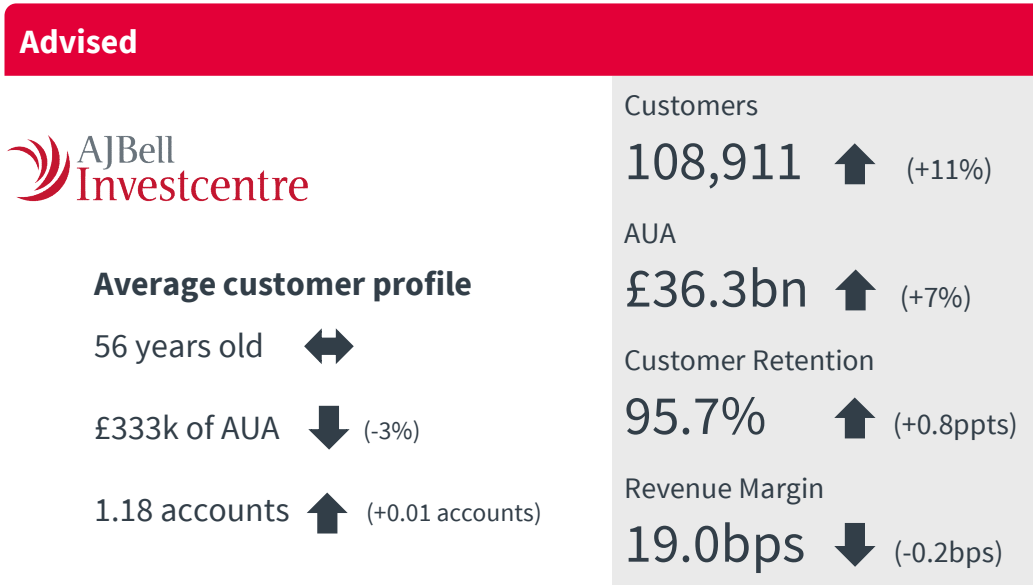 Advised
AJBell
Investcentre
Average customer profile
56 years old
£333k of AUA (-3%)
1.18 accounts (+0.01 accounts)
Customers
108,911 (+11%)
AUA
£36.3bn (+7%)
Customer Retention
95.7% (+0.8ppts)
Revenue Margin
19.0bps (-0.2bps)